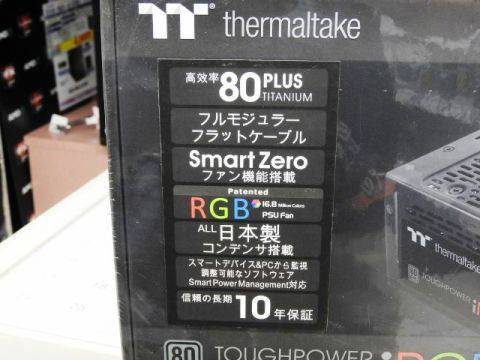 thermaltake
高効率 80 PLUS
TITANIUM
フルモジュラー
フラットケーブル
Smart Zero
ファン機能搭載
Patented
RGB 16.8 Million Colors
PSU Fan
ALL 日本製
コンデンサ搭載
スマートデバイス&PCから監視
調整可能なソフトウェア
Smart Power Management対応
信頼の長期 10年保証
thermaltake
TOUGHPOWER
80 TOUGHPOWER iRGB